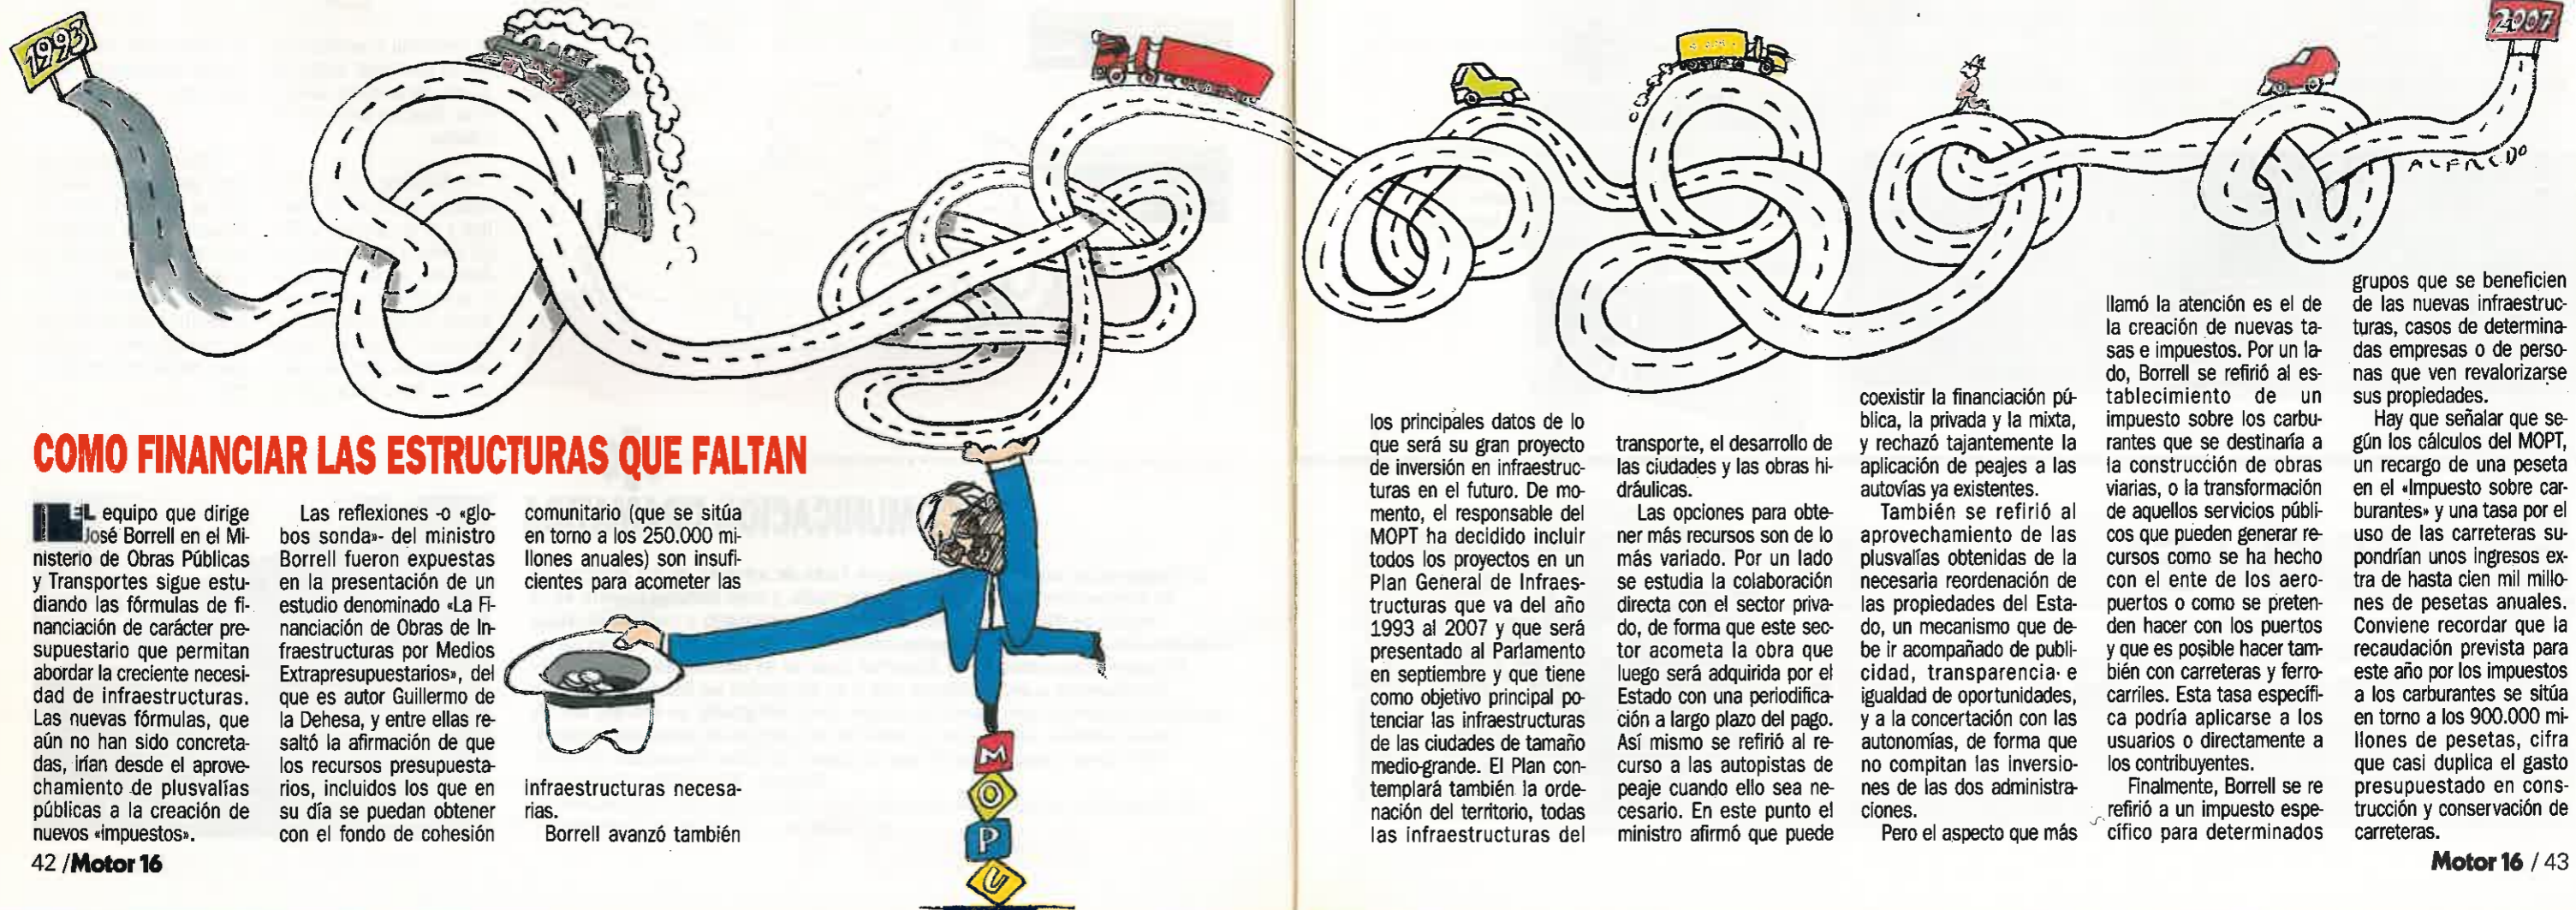 1993
2007
ALFREDO
COMO FINANCIAR LAS ESTRUCTURAS QUE FALTAN
EL equipo que dirige
José Borrell en el Mi-
nisterio de Obras Públicas
y Transportes sigue estu-
diando las fórmulas de fi-
nanciación de carácter pre-
supuestario que permitan
abordar la creciente necesi-
dad de infraestructuras.
Las nuevas fórmulas, que
aún no han sido concreta-
das, irían desde el aprove-
chamiento de plusvalías
públicas a la creación de
nuevos «impuestos».
Las reflexiones -o «glo-
bos sonda»- del ministro
Borrell fueron expuestas
en la presentación de un
estudio denominado «La Fi-
nanciación de Obras de In-
fraestructuras por Medios
Extrapresupuestarios», del
que es autor Guillermo de
la Dehesa, y entre ellas re-
saltó la afirmación de que
los recursos presupuesta-
rios, incluidos los que en
su día se puedan obtener
con el fondo de cohesión
comunitario (que se sitúa
en torno a los 250.000 mi-
llones anuales) son insufi-
cientes para acometer las
infraestructuras necesa-
rias.
Borrell avanzó también
M
O
P
U
los principales datos de lo
que será su gran proyecto
de inversión en infraestruc-
turas en el futuro. De mo-
mento, el responsable del
MOPT ha decidido incluir
todos los proyectos en un
Plan General de Infraes-
tructuras que va del año
1993 al 2007 y que será
presentado al Parlamento
en septiembre y que tiene
como objetivo principal po-
tenciar las infraestructuras
de las ciudades de tamaño
medio-grande. El Plan con-
templará también la orde-
nación del territorio, todas
las infraestructuras del
transporte, el desarrollo de
las ciudades y las obras hi-
dráulicas.
Las opciones para obte-
ner más recursos son de lo
más variado. Por un lado
se estudia la colaboración
directa con el sector priva-
do, de forma que este sec-
tor acometa la obra que
luego será adquirida por el
Estado con una periodifica-
ción a largo plazo del pago.
Así mismo se refirió al re-
curso a las autopistas de
peaje cuando ello sea ne-
cesario. En este punto el
ministro afirmó que puede
coexistir la financiación pú-
blica, la privada y la mixta,
y rechazó tajantemente la
aplicación de peajes a las
autovías ya existentes.
También se refirió al
aprovechamiento de las
plusvalías obtenidas de la
necesaria reordenación de
las propiedades del Esta-
do, un mecanismo que de-
be ir acompañado de publi-
cidad, transparencia e
igualdad de oportunidades,
y a la concertación con las
autonomías, de forma que
no compitan las inversio-
nes de las dos administra-
ciones.
Pero el aspecto que más
llamó la atención es el de
la creación de nuevas ta-
sas e impuestos. Por un la-
do, Borrell se refirió al es-
tablecimiento de un
impuesto sobre los carbu-
rantes que se destinaría a
la construcción de obras
viarias, o la transformación
de aquellos servicios públi-
cos que pueden generar re-
cursos como se ha hecho
con el ente de los aero-
puertos o como se preten-
den hacer con los puertos
y que es posible hacer tam-
bién con carreteras y ferro-
carriles. Esta tasa específi-
ca podría aplicarse a los
usuarios o directamente a
los contribuyentes.
Finalmente, Borrell se re
refirió a un impuesto espe-
cífico para determinados
grupos que se beneficien
de las nuevas infraestruc-
turas, casos de determina-
das empresas o de perso-
nas que ven revalorizarse
sus propiedades.
Hay que señalar que se-
gún los cálculos del MOPT,
un recargo de una peseta
en el «Impuesto sobre car-
burantes» y una tasa por el
uso de las carreteras su-
pondrían unos ingresos ex-
tra de hasta cien mil millo-
nes de pesetas anuales.
Conviene recordar que la
recaudación prevista para
este año por los impuestos
a los carburantes se sitúa
en torno a los 900.000 mi-
llones de pesetas, cifra
que casi duplica el gasto
presupuestado en cons-
trucción y conservación de
carreteras.
42 /Motor 16
Motor 16 / 43